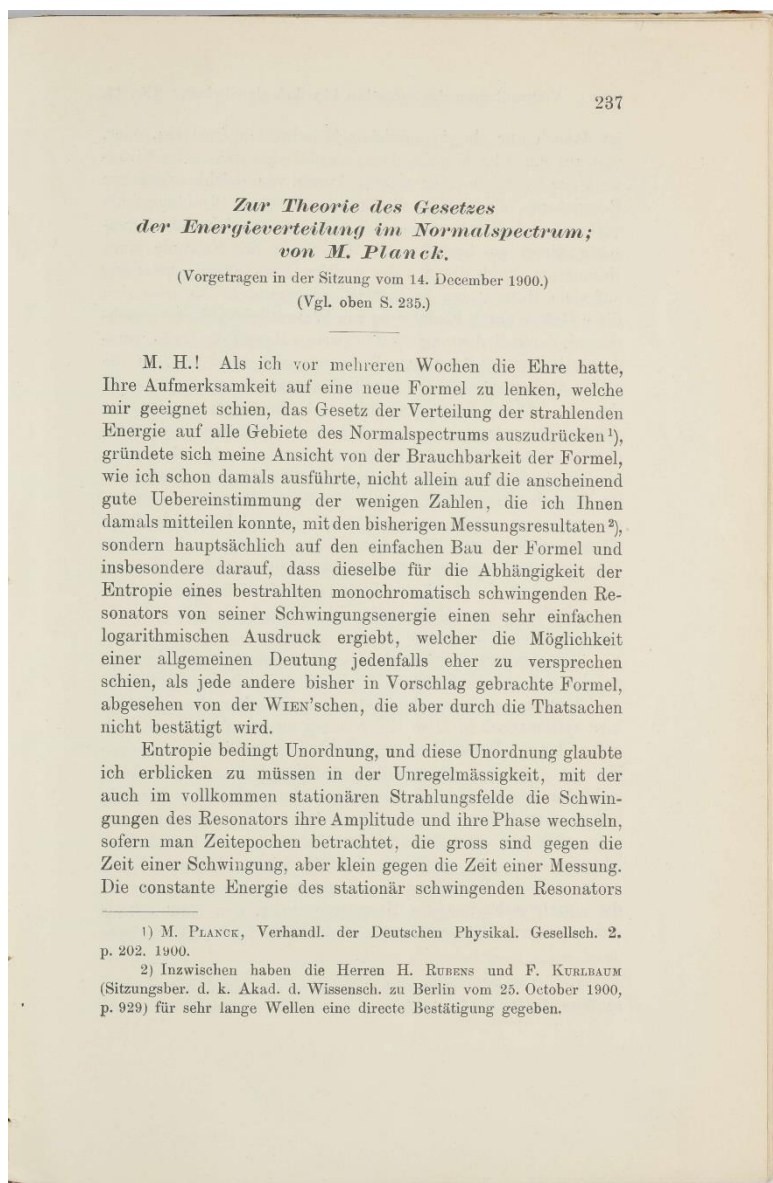 237
Zur Theorie des Gesetzes
der Energieverteilung im Normalspectrum;
von M. Planck.
(Vorgetragen in der Sitzung vom 14. December 1900.)
(Vgl. oben S. 235.)
M. H.! Als ich vor mehreren Wochen die Ehre hatte,
Ihre Aufmerksamkeit auf eine neue Formel zu lenken, welche
mir geeignet schien, das Gesetz der Verteilung der strahlenden
Energie auf alle Gebiete des Normalspectrums auszudrücken ¹),
gründete sich meine Ansicht von der Brauchbarkeit der Formel,
wie ich schon damals ausführte, nicht allein auf die anscheinend
gute Uebereinstimmung der wenigen Zahlen, die ich Ihnen
damals mitteilen konnte, mit den bisherigen Messungsresultaten ²),
sondern hauptsächlich auf den einfachen Bau der Formel und
insbesondere darauf, dass dieselbe für die Abhängigkeit der
Entropie eines bestrahlten monochromatisch schwingenden Re-
sonators von seiner Schwingungsenergie einen sehr einfachen
logarithmischen Ausdruck ergiebt, welcher die Möglichkeit
einer allgemeinen Deutung jedenfalls eher zu versprechen
schien, als jede andere bisher in Vorschlag gebrachte Formel,
abgesehen von der WIEN'schen, die aber durch die Thatsachen
nicht bestätigt wird.
Entropie bedingt Unordnung, und diese Unordnung glaubte
ich erblicken zu müssen in der Unregelmässigkeit, mit der
auch im vollkommen stationären Strahlungsfelde die Schwin-
gungen des Resonators ihre Amplitude und ihre Phase wechseln,
sofern man Zeitepochen betrachtet, die gross sind gegen die
Zeit einer Schwingung, aber klein gegen die Zeit einer Messung.
Die constante Energie des stationär schwingenden Resonators
1) M. PLANCK, Verhandl. der Deutschen Physikal. Gesellsch. 2.
p. 202. 1900.
2) Inzwischen haben die Herren H. RUBENS und F. KURLBAUM
(Sitzungsber. d. k. Akad. d. Wissensch. zu Berlin vom 25. October 1900,
p. 929) für sehr lange Wellen eine directe Bestätigung gegeben.